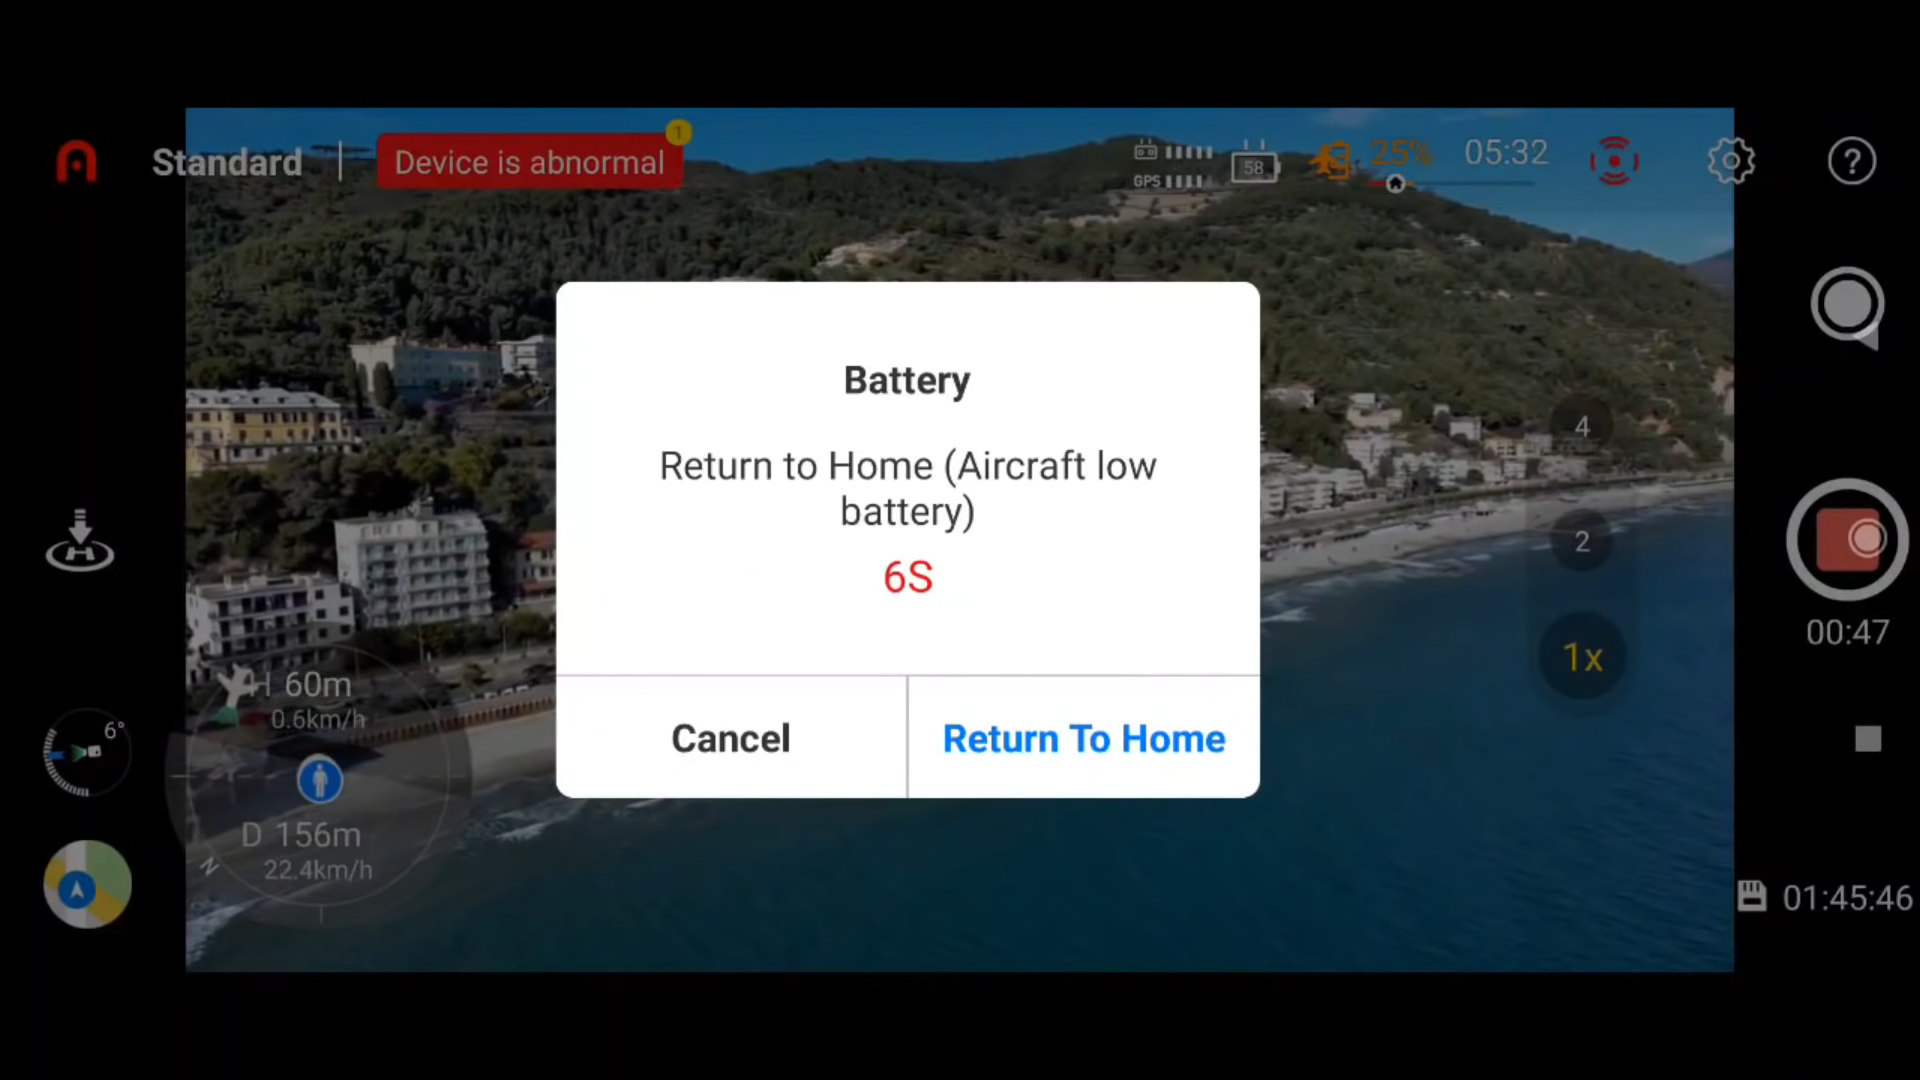 Standard
Device is abnormal
1
GPS
58
25%
05:32
?
Battery
Return to Home (Aircraft low
battery)
6S
Cancel
Return To Home
4
2
1x
00:47
H 60m
0.6km/h
6°
D 156m
22.4km/h
N
H
01:45:46